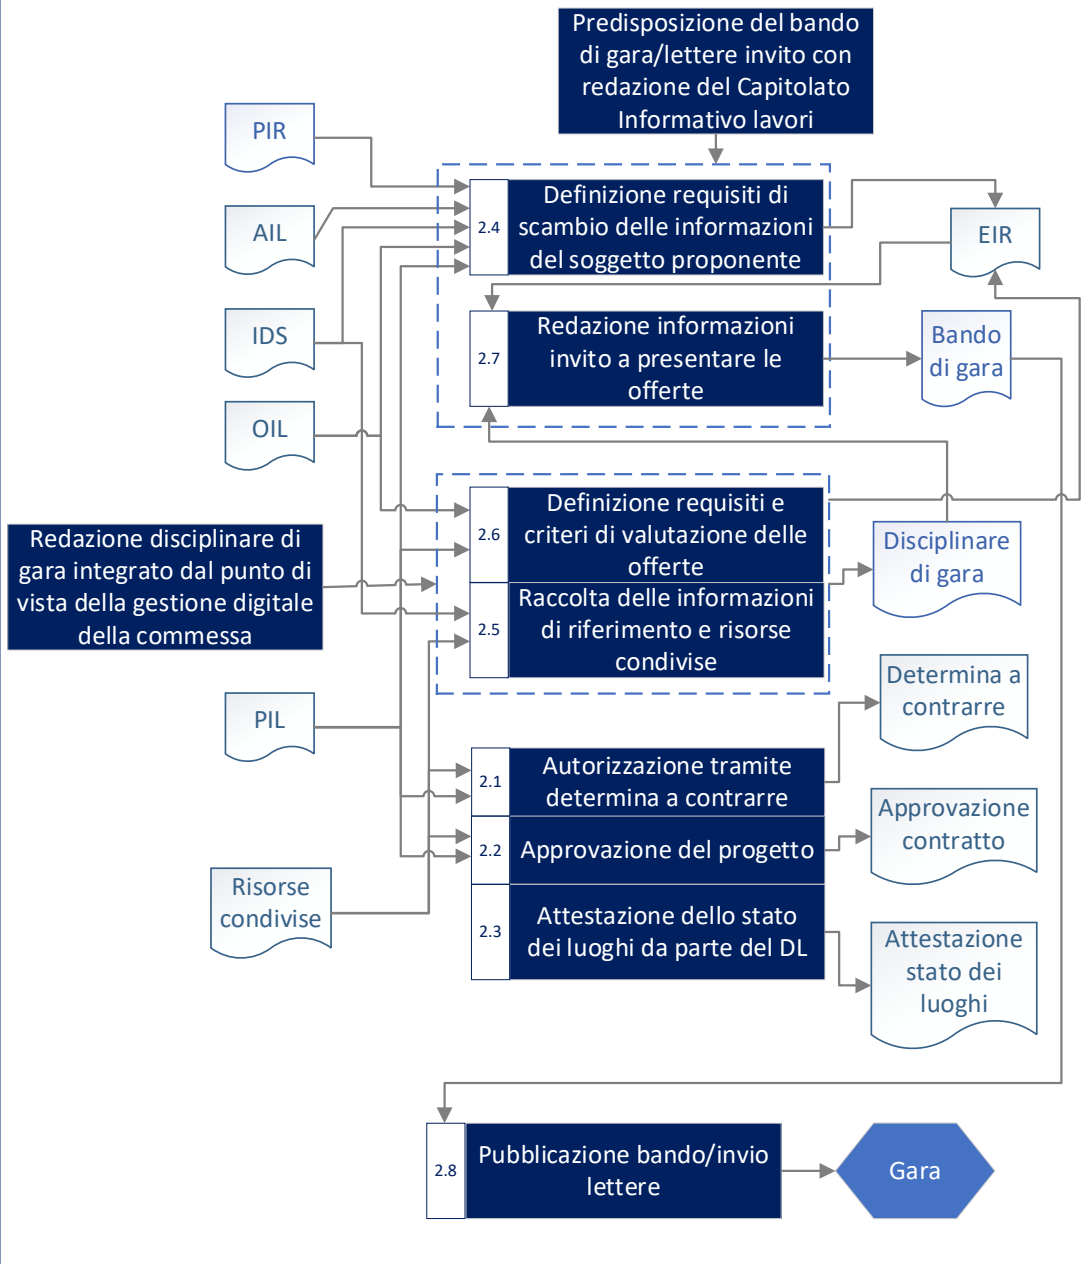 Predisposizione del bando
di gara/lettere invito con
redazione del Capitolato
Informativo lavori
PIR
AIL
IDS
OIL
2.4
Definizione requisiti di
scambio delle informazioni
del soggetto proponente
EIR
2.7
Redazione informazioni
invito a presentare le
offerte
Bando
di gara
Redazione disciplinare di
gara integrato dal punto di
vista della gestione digitale
della commessa
2.6
Definizione requisiti e
criteri di valutazione delle
offerte
2.5
Raccolta delle informazioni
di riferimento e risorse
condivise
Disciplinare
di gara
PIL
Determina a
contrarre
2.1
Autorizzazione tramite
determina a contrarre
2.2
Approvazione del progetto
Approvazione
contratto
Risorse
condivise
2.3
Attestazione dello stato
dei luoghi da parte del DL
Attestazione
stato dei
luoghi
2.8
Pubblicazione bando/invio
lettere
Gara